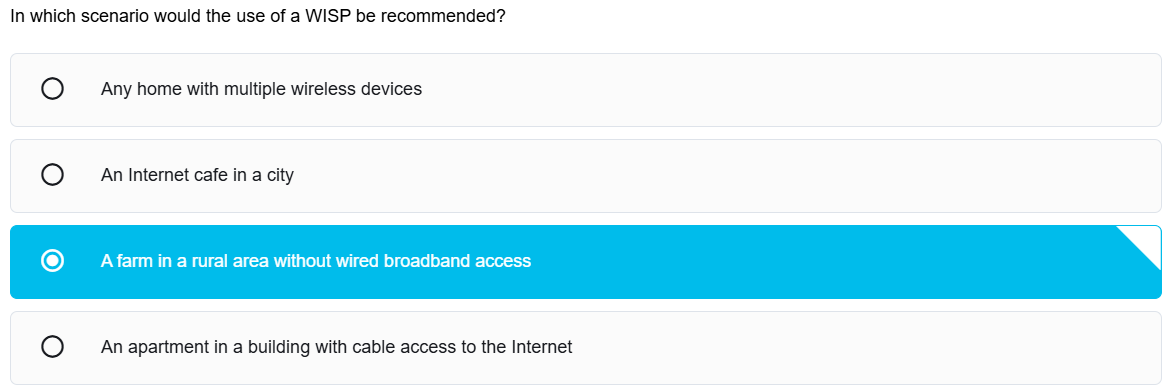 In which scenario would the use of a WISP be recommended?
Any home with multiple wireless devices
An Internet cafe in a city
A farm in a rural area without wired broadband access
An apartment in a building with cable access to the Internet